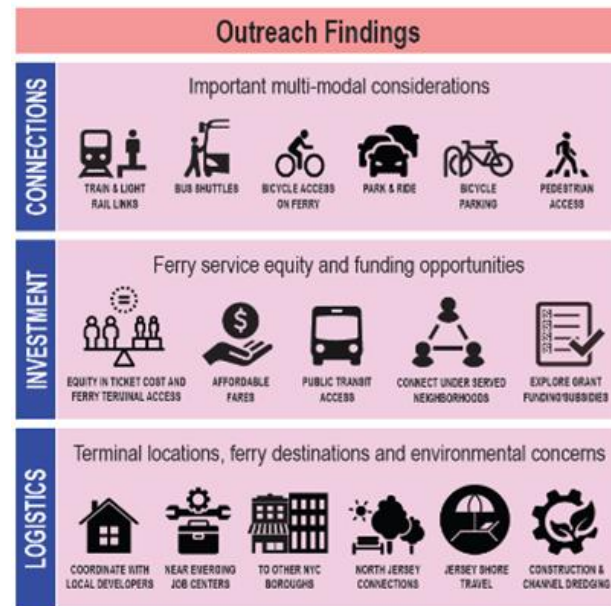 Outreach Findings
CONNECTIONS
Important multi-modal considerations
TRAIN & LIGHT
RAIL LINKS
BUS SHUTTLES
BICYCLE ACCESS
ON FERRY
PARK & RIDE
BICYCLE
PARKING
PEDESTRIAN
ACCESS
INVESTMENT
Ferry service equity and funding opportunities
EQUITY IN TICKET COST AND
FERRY TERMINAL ACCESS
AFFORDABLE
FARES
PUBLIC TRANSIT
ACCESS
CONNECT UNDER SERVED
NEIGHBORHOODS
EXPLORE GRANT
FUNDING/SUBSIDIES
LOGISTICS
Terminal locations, ferry destinations and environmental concerns
COORDINATE WITH
LOCAL DEVELOPERS
NEAR EMERGING
JOB CENTERS
TO OTHER NYC
BOROUGHS
NORTH JERSEY
CONNECTIONS
JERSEY SHORE
TRAVEL
CONSTRUCTION &
CHANNEL DREDGING